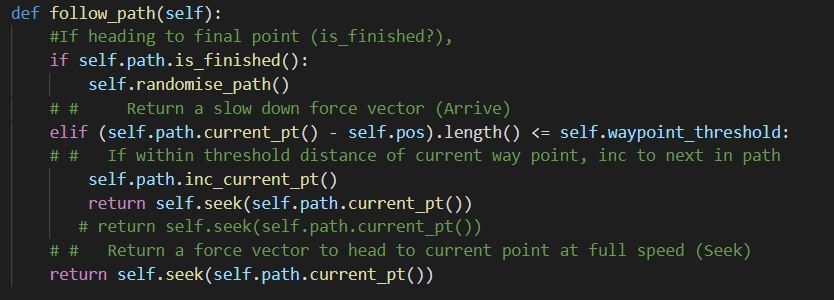 def follow_path(self):
    #If heading to final point (is_finished?),
    if self.path.is_finished():
        self.randomise_path()
    # #     Return a slow down force vector (Arrive)
    elif (self.path.current_pt() - self.pos).length() <= self.waypoint_threshold:
    # #   If within threshold distance of current way point, inc to next in path
        self.path.inc_current_pt()
        return self.seek(self.path.current_pt())
       # return self.seek(self.path.current_pt())
    # #   Return a force vector to head to current point at full speed (Seek)
    return self.seek(self.path.current_pt())